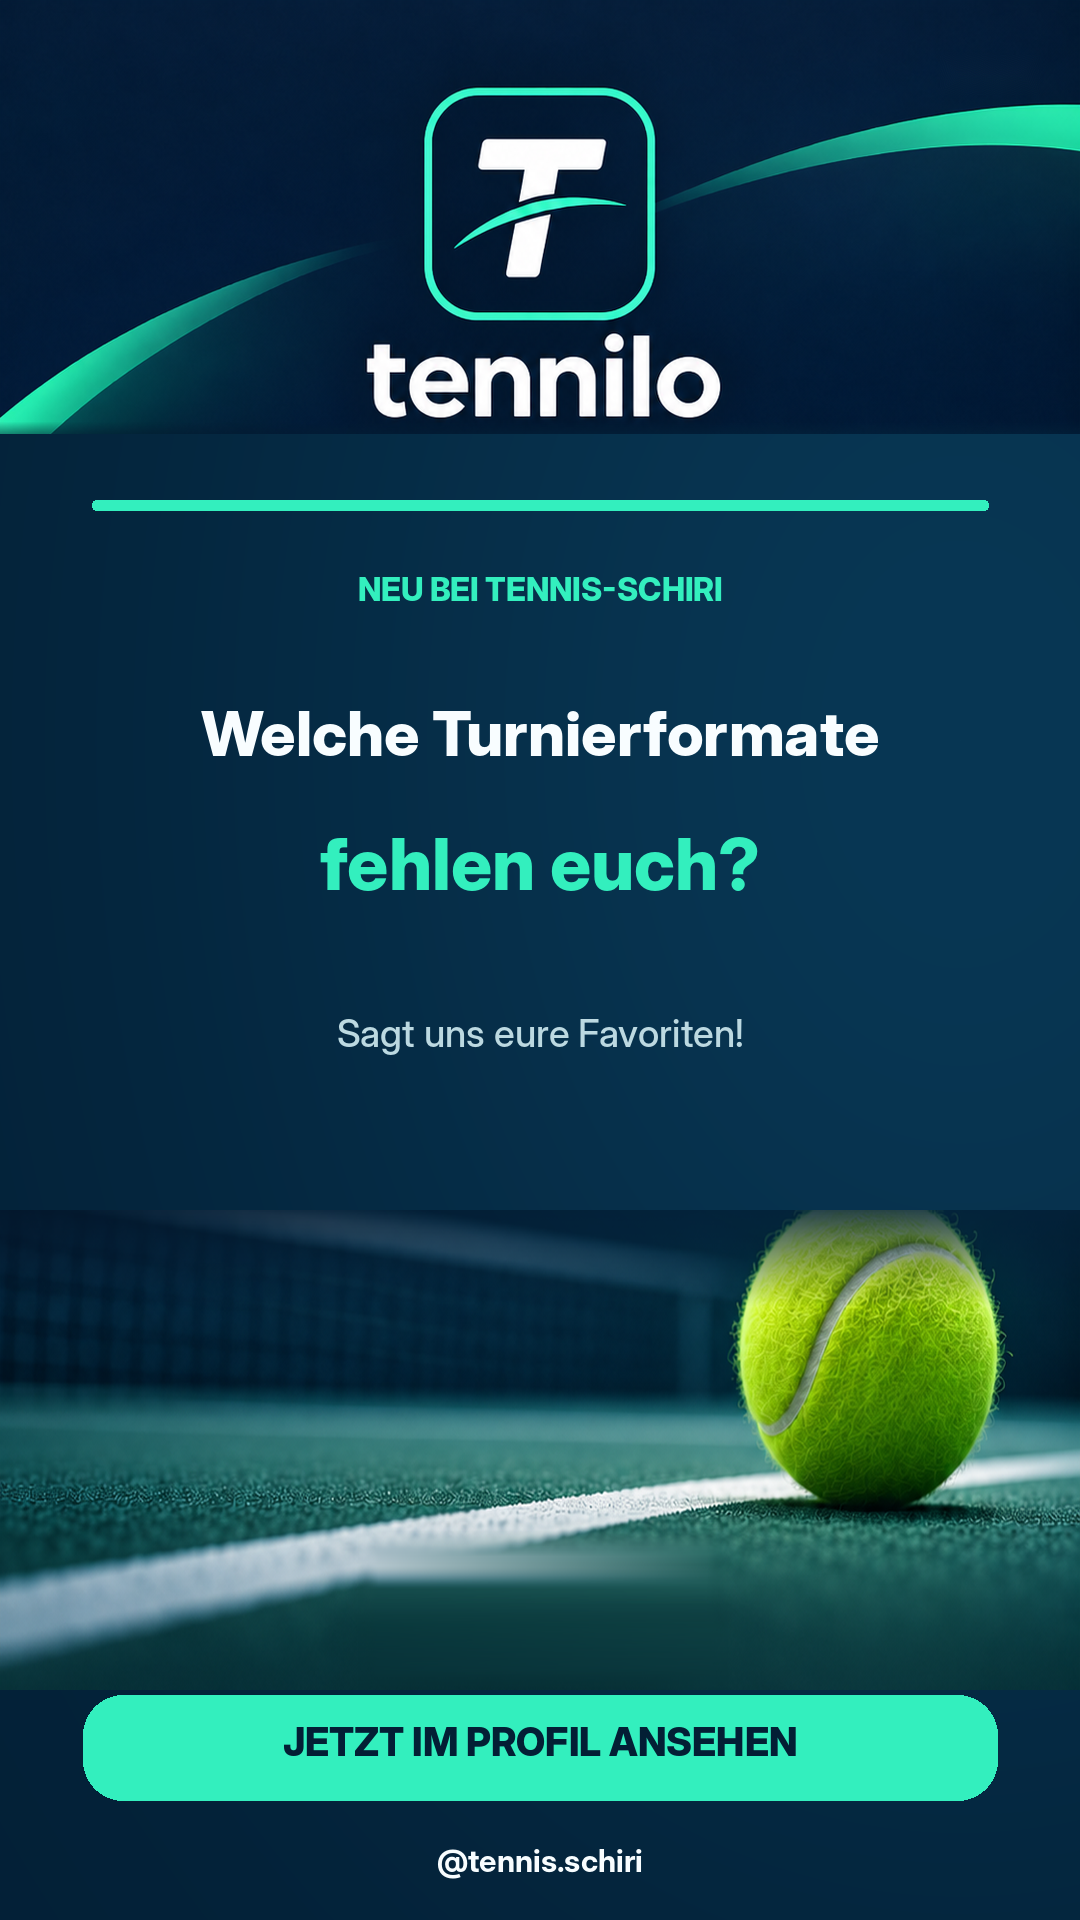 T
tennilo
NEU BEI TENNIS-SCHIRI
Welche Turnierformate
fehlen euch?
Sagt uns eure Favoriten!
JETZT IM PROFIL ANSEHEN
@tennis.schiri